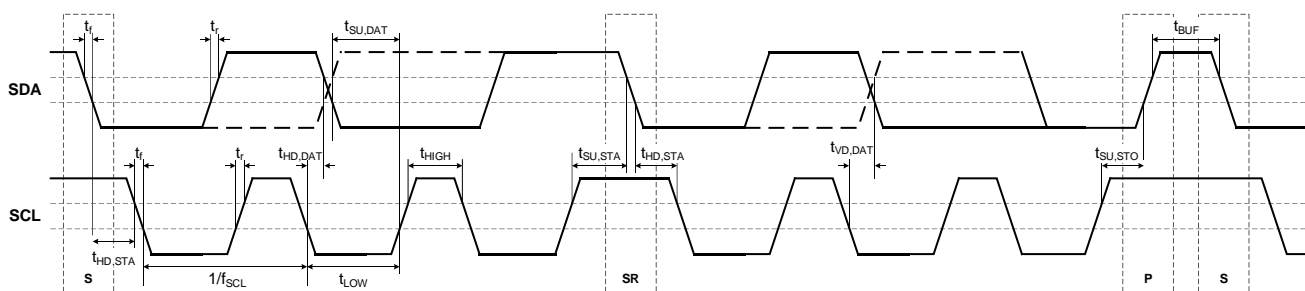 tf
tr
tSU,DAT
tBUF
SDA
tf
tr
tHD,DAT
tHIGH
tSU,STA
tHD,STA
tVD,DAT
tSU,STO
SCL
tHD,STA
S
1/fSCL
tLOW
SR
P
S